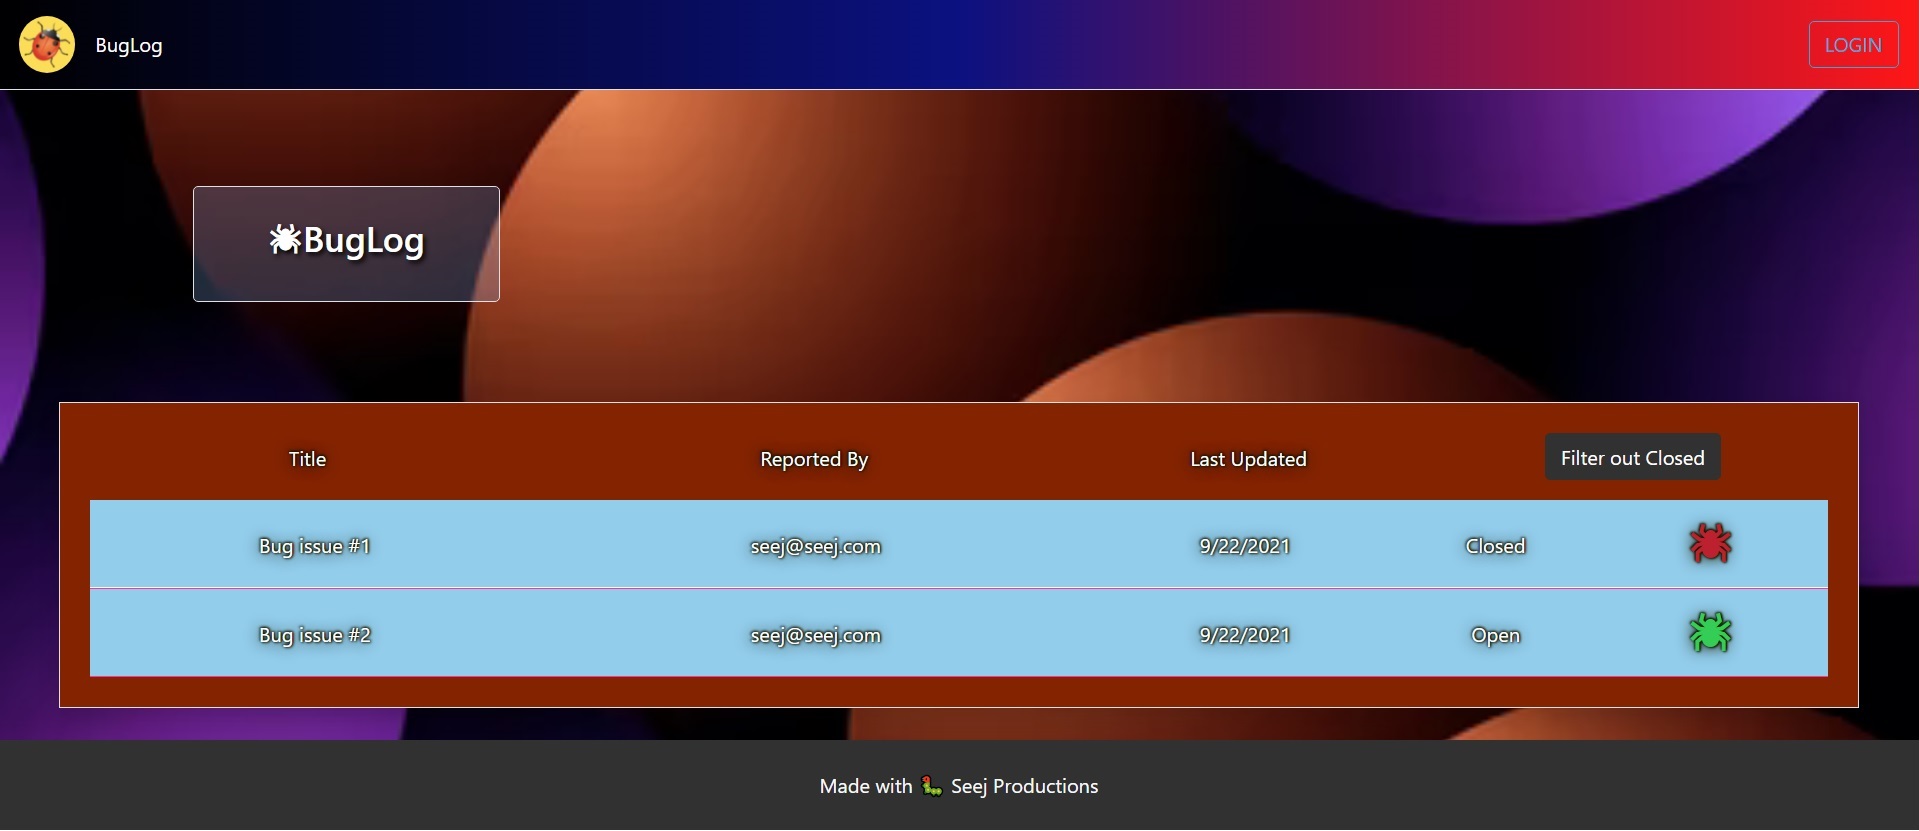 BugLog
LOGIN
BugLog
Title Reported By Last Updated Filter out Closed
Bug issue #1 seej@seej.com 9/22/2021 Closed
Bug issue #2 seej@seej.com 9/22/2021 Open
Made with 🐛 Seej Productions